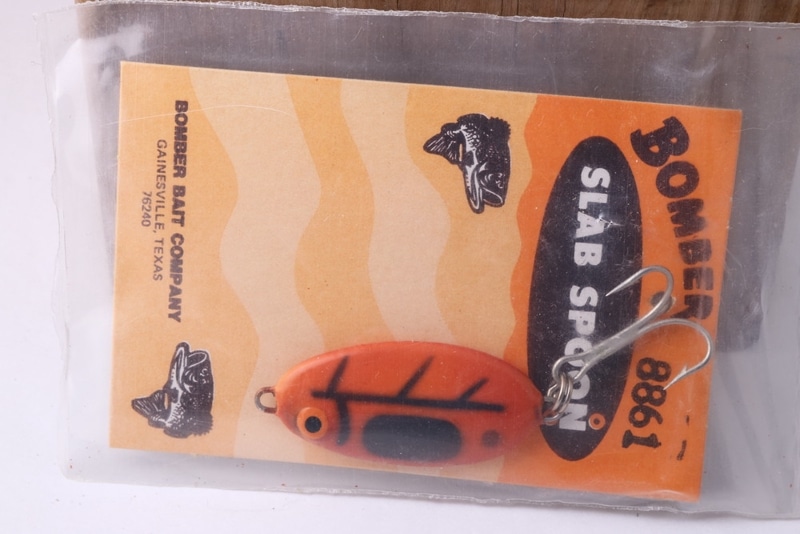 BOMBER
8861
SLAB SPOON
BOMBER BAIT COMPANY
GAINESVILLE, TEXAS
76240